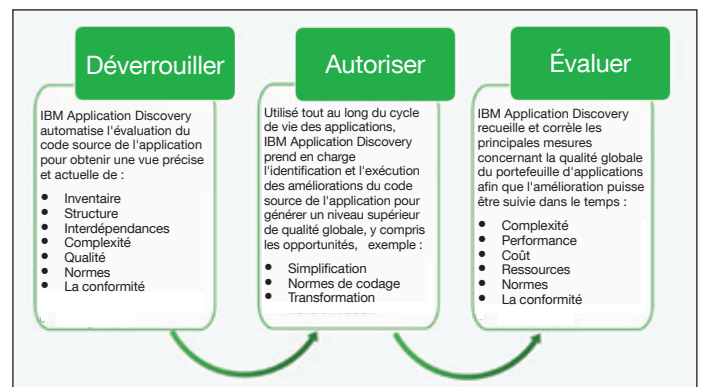 Déverrouiller
IBM Application Discovery
automatise l'évaluation du
code source de l'application
pour obtenir une vue précise
et actuelle de :
• Inventaire
• Structure
• Interdépendances
• Complexité
• Qualité
• Normes
• La conformité
Autoriser
Utilisé tout au long du cycle
de vie des applications,
IBM Application Discovery
prend en charge
l'identification et l'exécution
des améliorations du code
source de l'application pour
générer un niveau supérieur
de qualité globale, y compris
les opportunités, exemple :
• Simplification
• Normes de codage
• Transformation
Évaluer
IBM Application Discovery
recueille et corrèle les
principales mesures
concernant la qualité globale
du portefeuille d'applications
afin que l'amélioration puisse
être suivie dans le temps :
• Complexité
• Performance
• Coût
• Ressources
• Normes
• La conformité